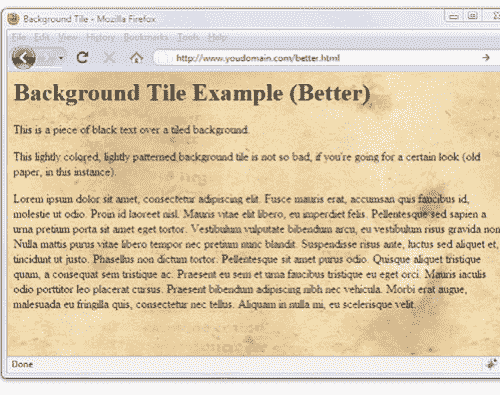 Background Tile - Mozilla Firefox
File Edit View History Bookmarks Tools Help
http://www.youdomain.com/better.html
Background Tile Example (Better)
This is a piece of black text over a tiled background.
This lightly colored, lightly patterned background tile is not so bad, if you're going for a certain look (old
paper, in this instance).
Lorem ipsum dolor sit amet, consectetur adipiscing elit. Fusce mauris erat, accumsan quis faucibus id,
molestie ut odio. Proin id laoreet nisl. Mauris vitae elit libero, eu imperdiet felis. Pellentesque sed sapien a
urna pretium porta sit amet eget tortor. Vestibulum vulputate bibendum arcu, eu vestibulum risus gravida non.
Nulla mattis purus vitae libero tempor nec pretium nunc blandit. Suspendisse risus ante, luctus sed aliquet et,
tincidunt ut justo. Phasellus non dictum tortor. Pellentesque sit amet purus odio. Quisque aliquet tristique
quam, a consequat sem tristique ac. Praesent eu sem et urna faucibus tristique eu eget orci. Mauris iaculis
odio porttitor leo placerat cursus. Praesent bibendum adipiscing nibh nec vehicula. Morbi erat augue,
malesuada eu fringilla quis, consectetur nec tellus. Aliquam in nulla mi, eu scelerisque velit.
Done